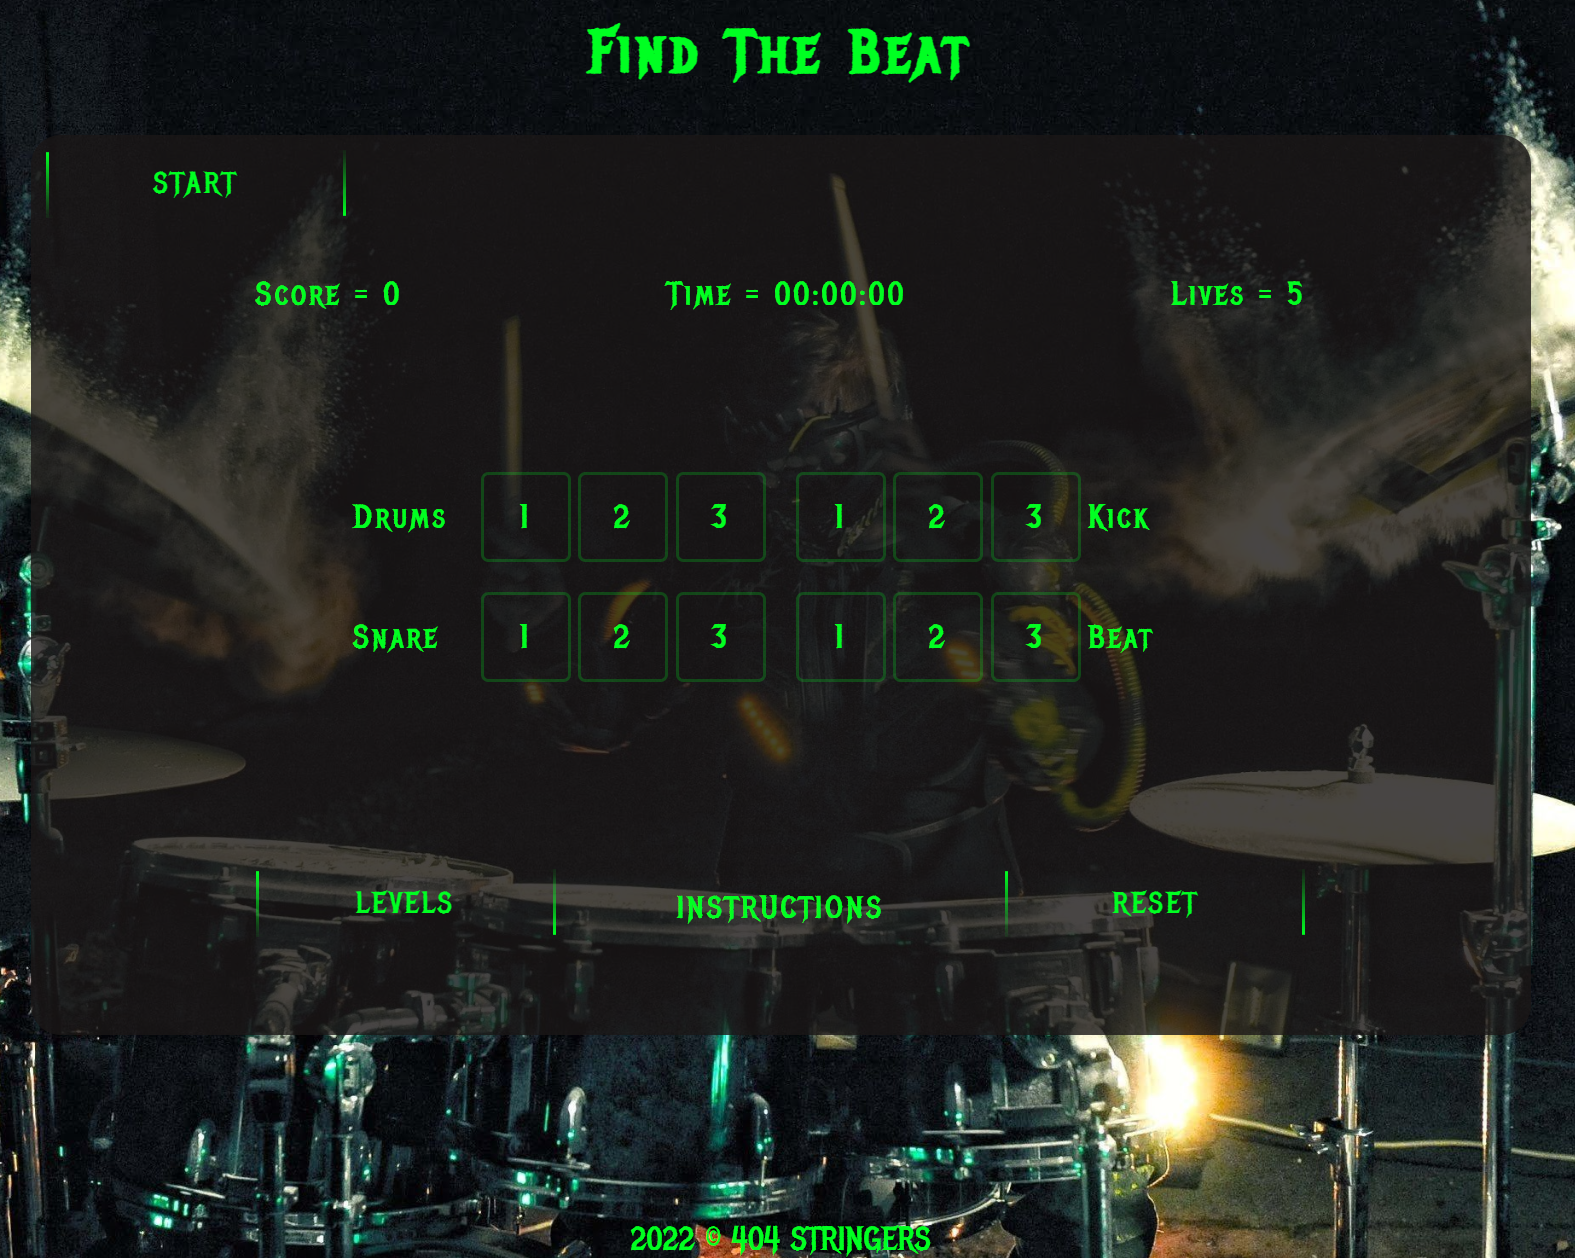 Find The Beat
START
Score = 0 Time = 00:00:00 Lives = 5
Drums 1 2 3 1 2 3 Kick
Snare 1 2 3 1 2 3 Beat
LEVELS INSTRUCTIONS RESET
2022 © 404 STRINGERS